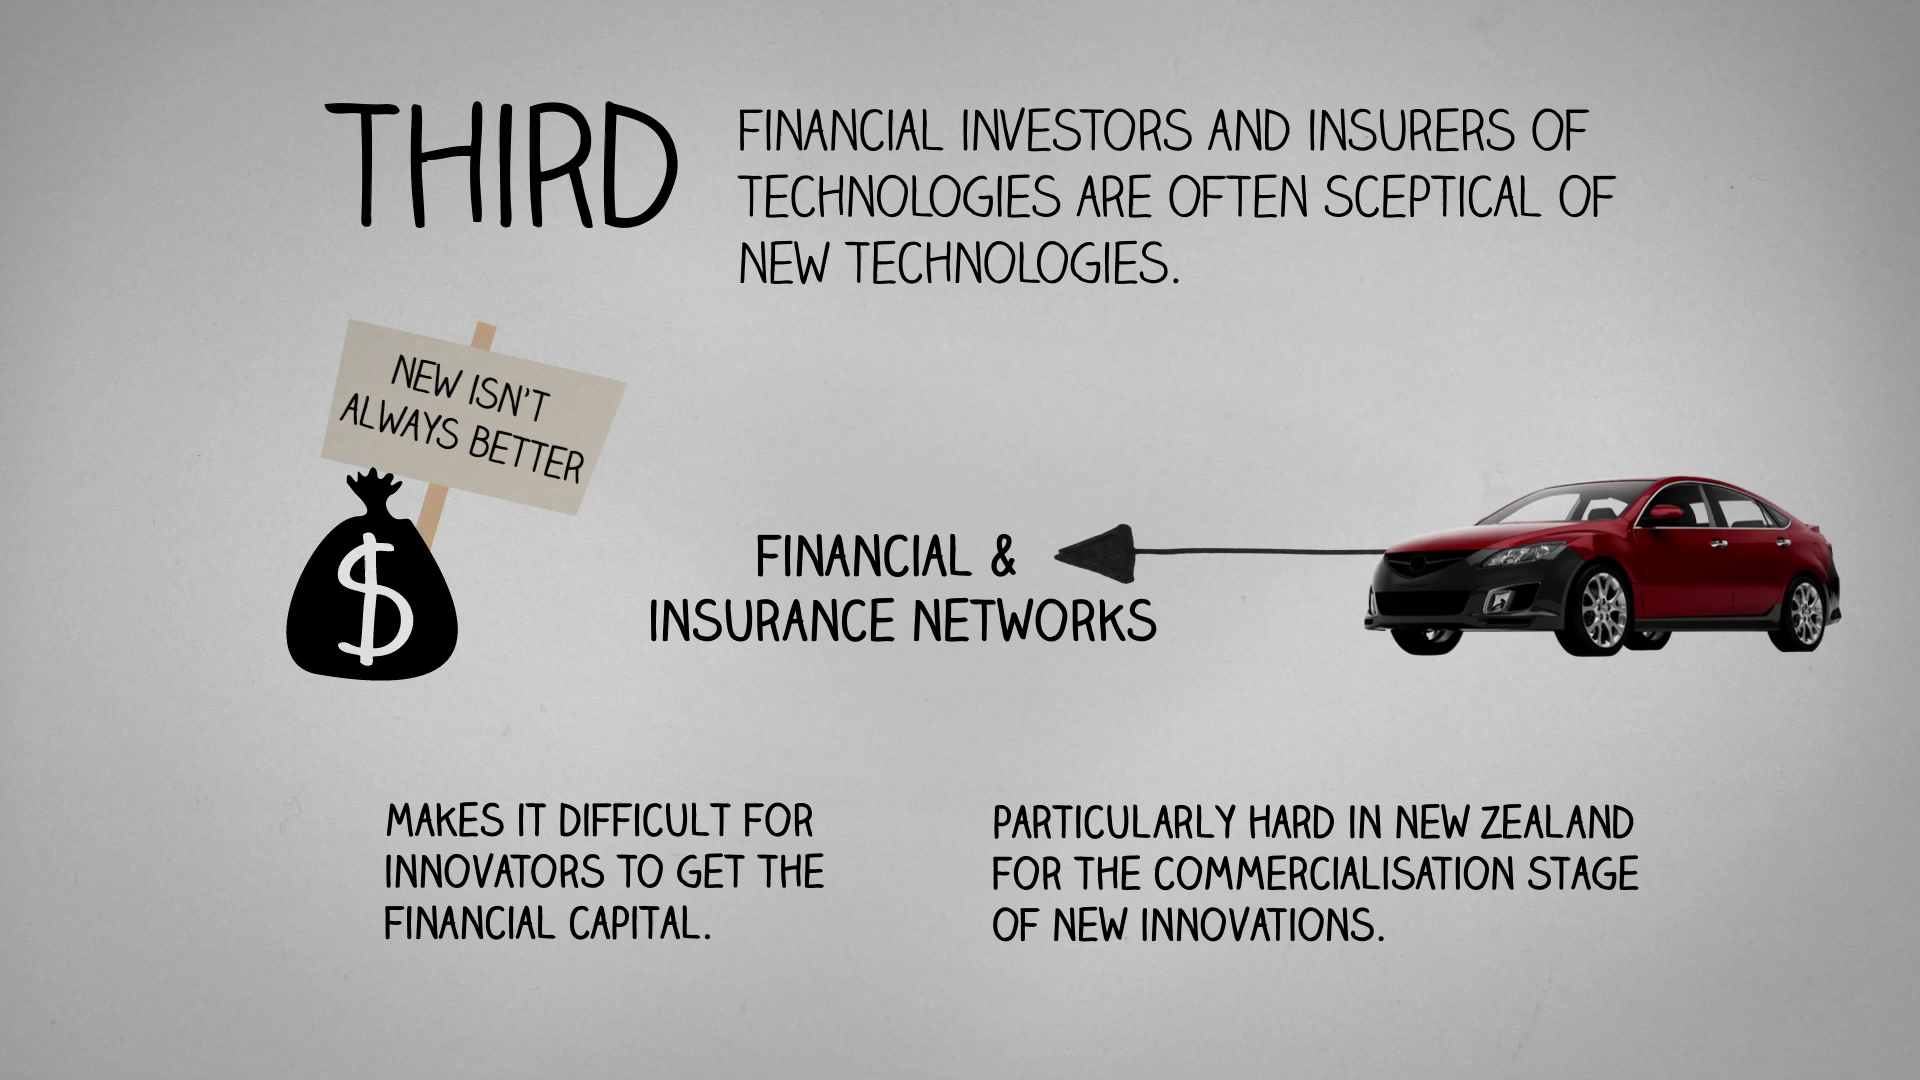 THIRD
FINANCIAL INVESTORS AND INSURERS OF
TECHNOLOGIES ARE OFTEN SCEPTICAL OF
NEW TECHNOLOGIES.
NEW ISN'T
ALWAYS BETTER
$
FINANCIAL &
INSURANCE NETWORKS
MAKES IT DIFFICULT FOR
INNOVATORS TO GET THE
FINANCIAL CAPITAL.
PARTICULARLY HARD IN NEW ZEALAND
FOR THE COMMERCIALISATION STAGE
OF NEW INNOVATIONS.